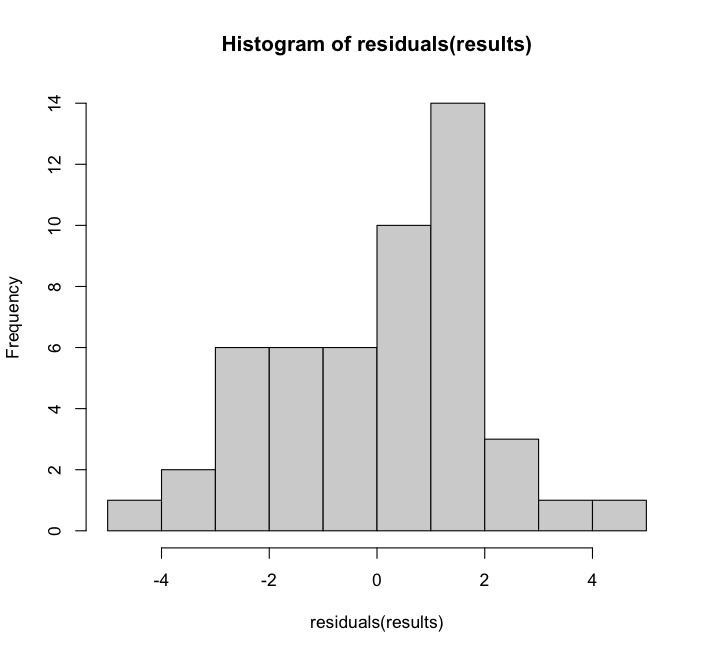 Histogram of residuals(results)
Frequency
14
12
10
8
6
4
2
0
-4 -2 0 2 4
residuals(results)